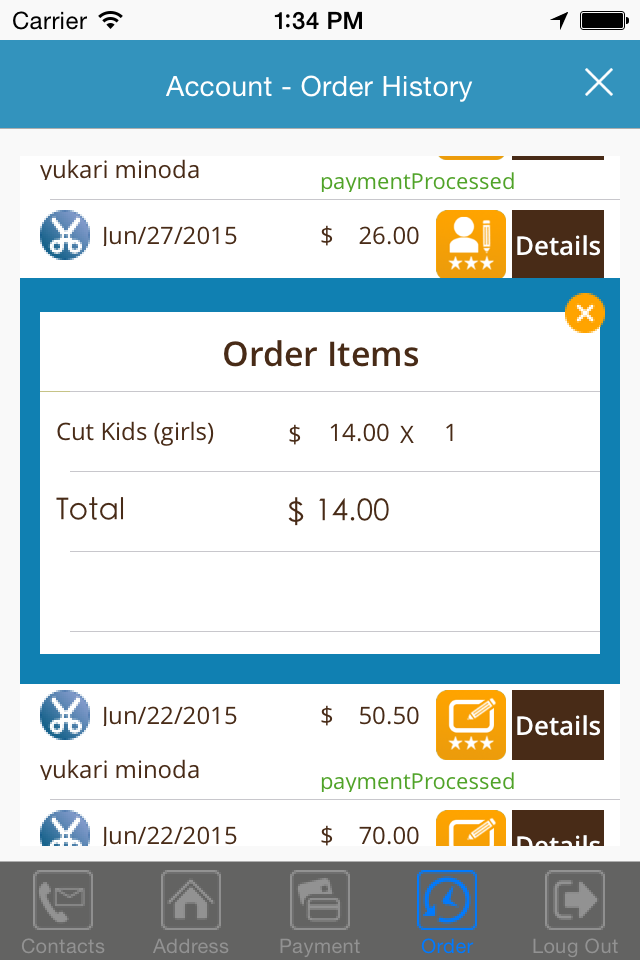 Carrier 1:34 PM
Account - Order History
yukari minoda
paymentProcessed
Jun/27/2015 $ 26.00 Details
Order Items
Cut Kids (girls) $ 14.00 X 1
Total $ 14.00
Jun/22/2015 $ 50.50 Details
yukari minoda
paymentProcessed
Jun/22/2015 $ 70.00 Details
Contacts Address Payment Order Loug Out